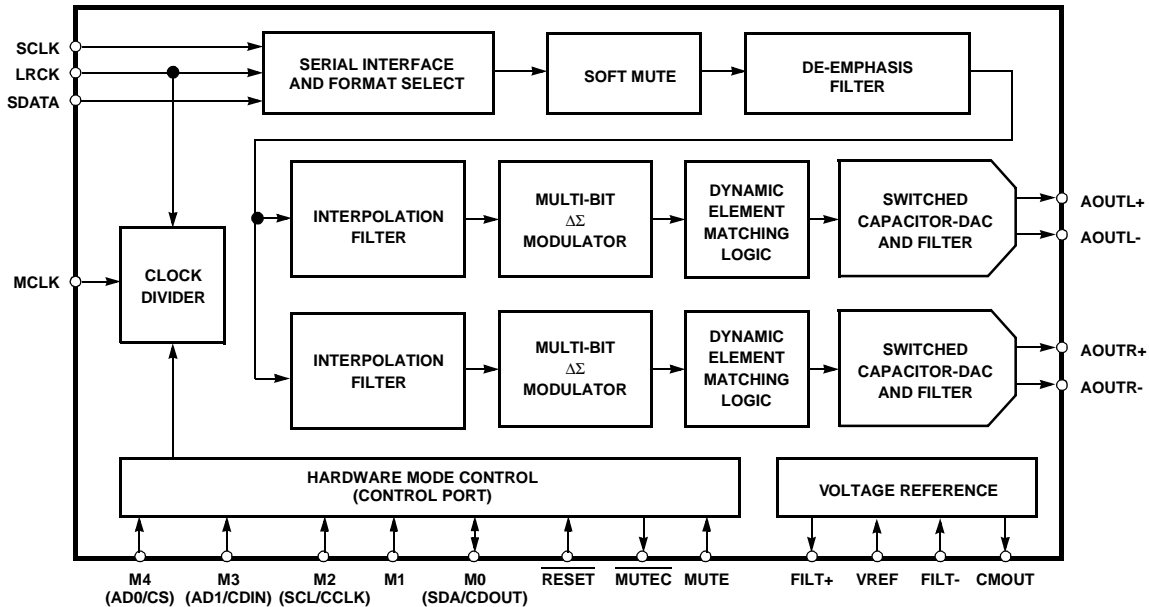 SCLK
LRCK
SDATA
SERIAL INTERFACE
AND FORMAT SELECT
SOFT MUTE
DE-EMPHASIS
FILTER
MCLK
CLOCK
DIVIDER
INTERPOLATION
FILTER
MULTI-BIT
ΔΣ
MODULATOR
DYNAMIC
ELEMENT
MATCHING
LOGIC
SWITCHED
CAPACITOR-DAC
AND FILTER
AOUTL+
AOUTL-
INTERPOLATION
FILTER
MULTI-BIT
ΔΣ
MODULATOR
DYNAMIC
ELEMENT
MATCHING
LOGIC
SWITCHED
CAPACITOR-DAC
AND FILTER
AOUTR+
AOUTR-
HARDWARE MODE CONTROL
(CONTROL PORT)
VOLTAGE REFERENCE
M4
(AD0/CS)
M3
(AD1/CDIN)
M2
(SCL/CCLK)
M1
M0
(SDA/CDOUT)
RESET
MUTEC
MUTE
FILT+
VREF
FILT-
CMOUT